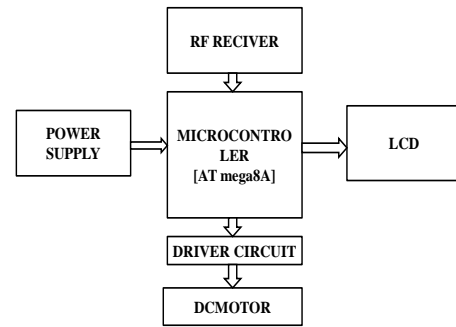 RF RECIVER
POWER
SUPPLY
MICROCONTRO
LER
[AT mega8A]
LCD
DRIVER CIRCUIT
DCMOTOR